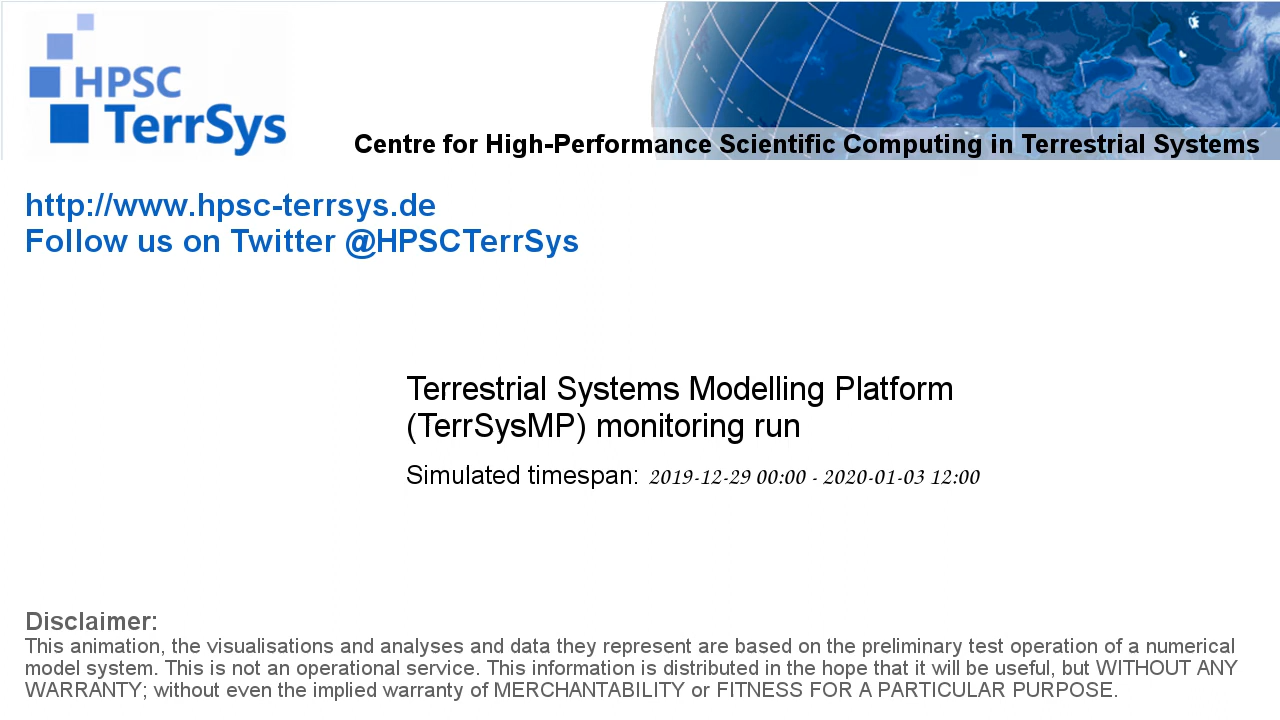 HPSC
TerrSys
Centre for High-Performance Scientific Computing in Terrestrial Systems
http://www.hpsc-terrsys.de
Follow us on Twitter @HPSCTerrSys
Terrestrial Systems Modelling Platform
(TerrSysMP) monitoring run
Simulated timespan: 2019-12-29 00:00 - 2020-01-03 12:00
Disclaimer:
This animation, the visualisations and analyses and data they represent are based on the preliminary test operation of a numerical
model system. This is not an operational service. This information is distributed in the hope that it will be useful, but WITHOUT ANY
WARRANTY; without even the implied warranty of MERCHANTABILITY or FITNESS FOR A PARTICULAR PURPOSE.